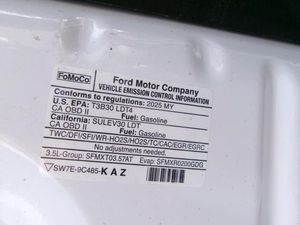 FoMoCo
Ford Motor Company
VEHICLE EMISSION CONTROL INFORMATION
Conforms to regulations: 2025 MY
U.S. EPA: T3B30 LDT4
CA OBD II Fuel: Gasoline
California: SULEV30 LDT
CA OBD II Fuel: Gasoline
TWC/DFI/SFI/WR-HO2S/HO2S/TC/CAC/EGR/EGRC
No adjustments needed.
3.5L-Group: SFMXT03.57AT Evap: SFMXR0200GDG
SW7E-9C485-KAZ